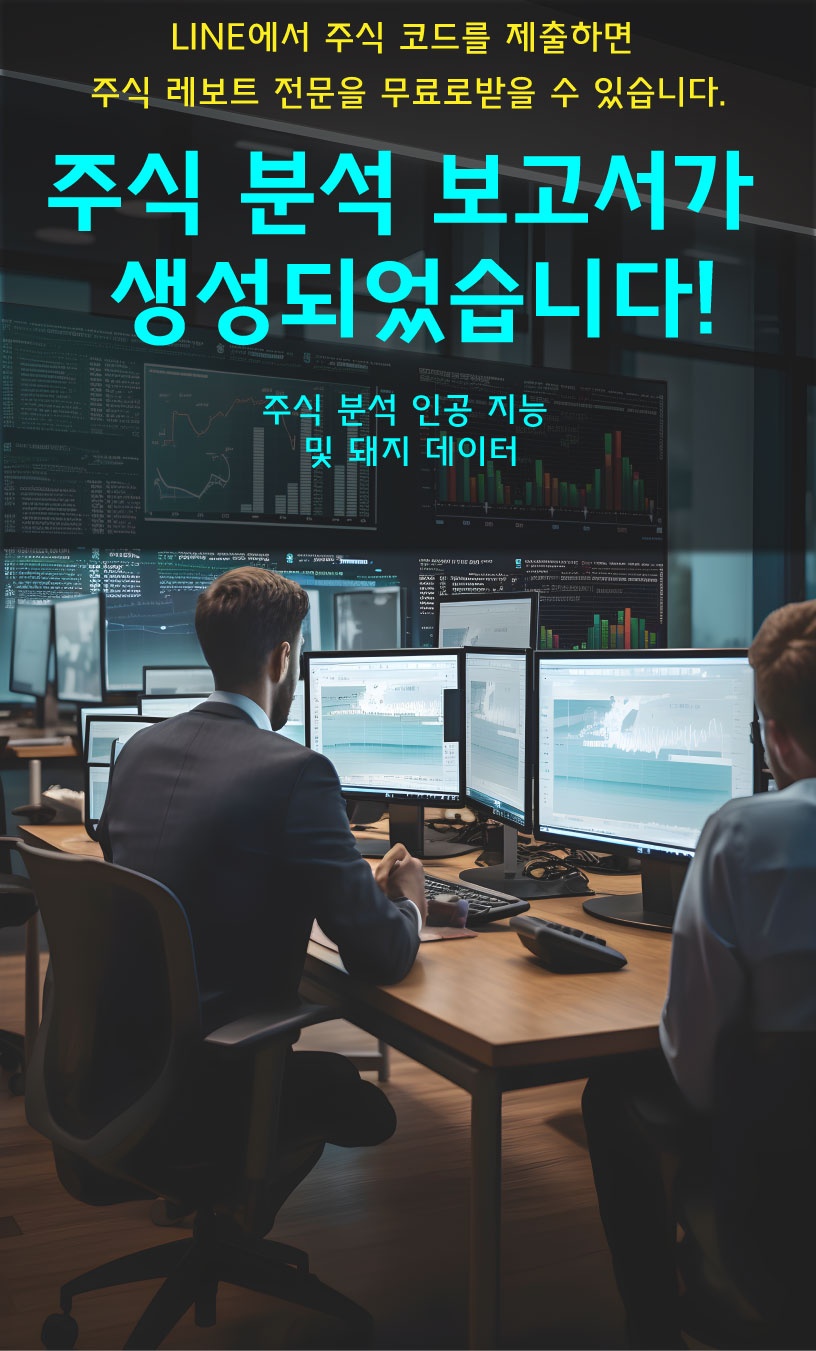 LINE에서 주식 코드를 제출하면
주식 레보트 전문을 무료로받을 수 있습니다.
주식 분석 보고서가
생성되었습니다!
주식 분석 인공 지능
및 돼지 데이터